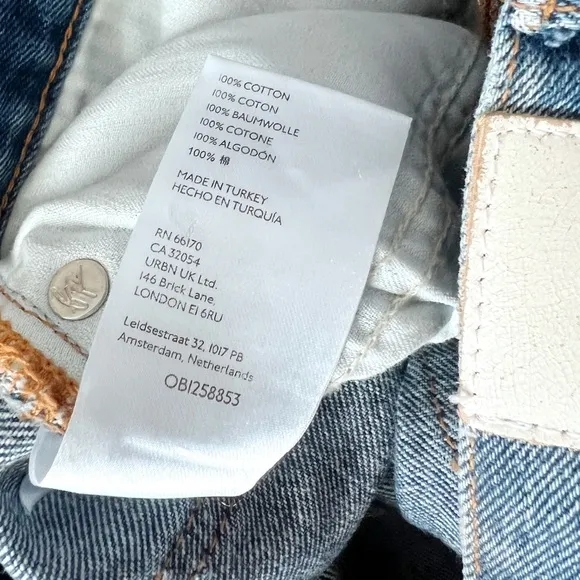 100% COTTON
100% COTON
100% BAUMWOLLE
100% COTONE
100% ALGODÓN
100% 棉
MADE IN TURKEY
HECHO EN TURQUÍA
RN 66170
CA 32054
URBN UK Ltd.
146 Brick Lane,
LONDON E1 6RU
Leidsestraat 32, 1017 PB
Amsterdam, Netherlands
OB1258853